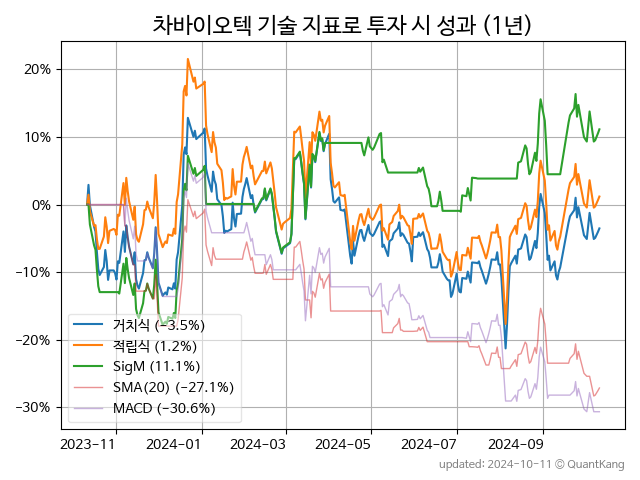 차바이오텍 기술 지표로 투자 시 성과 (1년)
20%
10%
0%
−10%
−20%
−30%
거치식 (−3.5%)
적립식 (1.2%)
SigM (11.1%)
SMA(20) (−27.1%)
MACD (−30.6%)
2023-11
2024-01
2024-03
2024-05
2024-07
2024-09
updated: 2024-10-11 © QuantKang